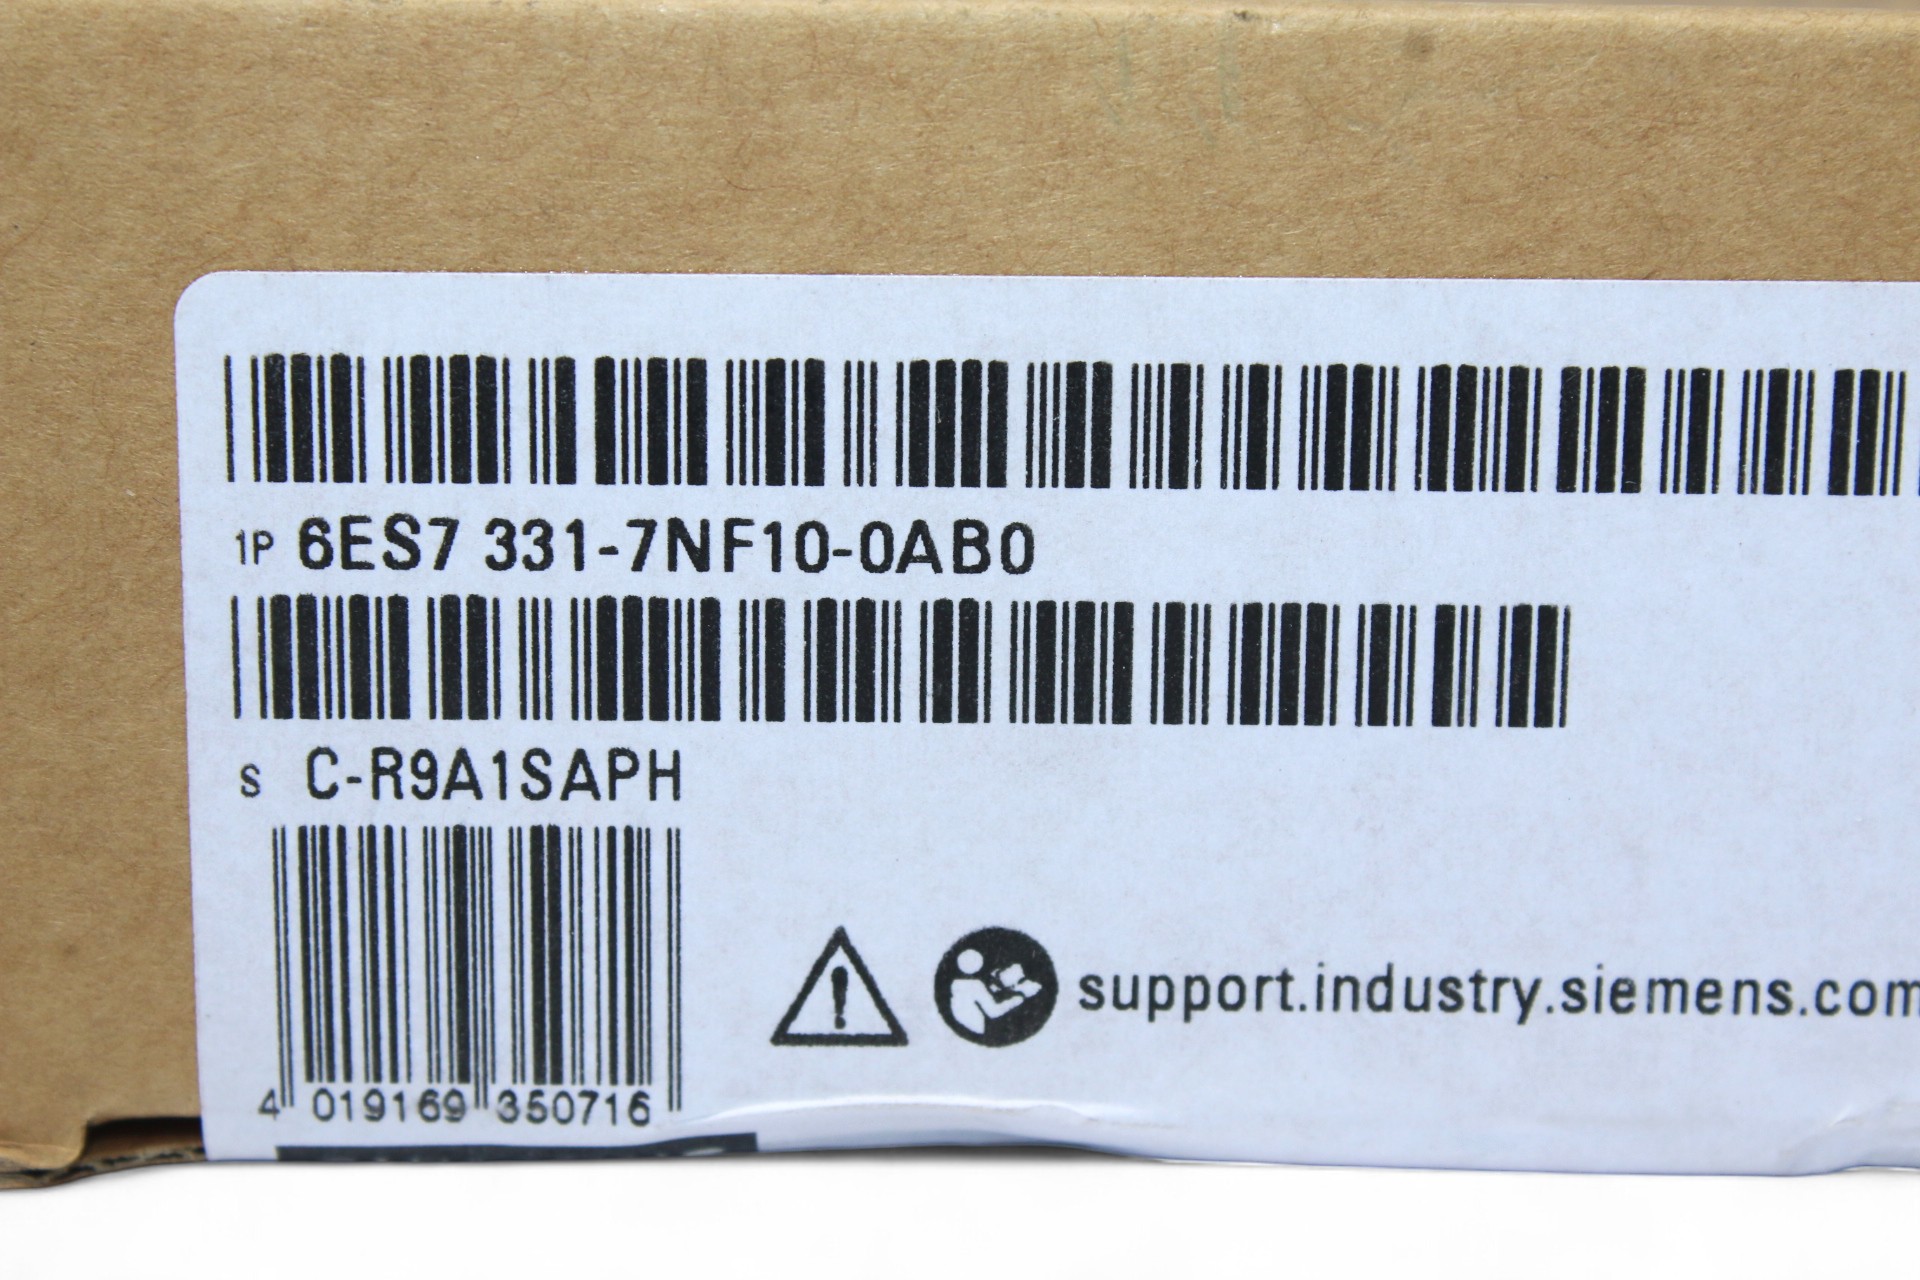 1P 6ES7 331-7NF10-0AB0
S C-R9A1SAPH
support.industry.siemens.com
4 019169 350716